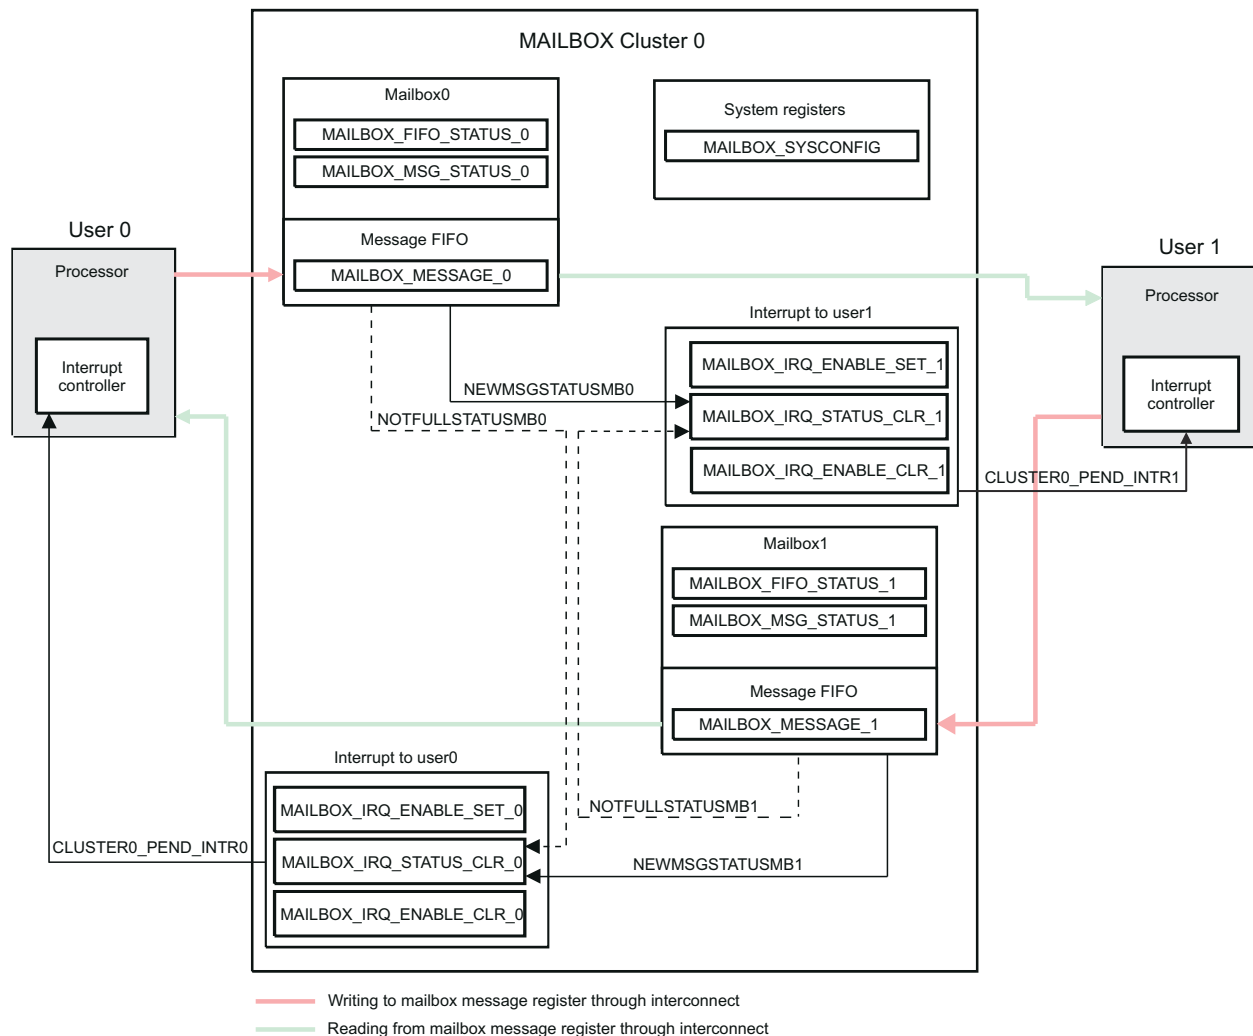 MAILBOX Cluster 0
Mailbox0
MAILBOX_FIFO_STATUS_0
MAILBOX_MSG_STATUS_0
System registers
MAILBOX_SYSCONFIG
User 0
Processor
Interrupt
controller
Message FIFO
MAILBOX_MESSAGE_0
User 1
Processor
Interrupt
controller
Interrupt to user1
MAILBOX_IRQ_ENABLE_SET_1
NEWMSGSTATUSMB0
MAILBOX_IRQ_STATUS_CLR_1
NOTFULLSTATUSMB0
MAILBOX_IRQ_ENABLE_CLR_1
CLUSTER0_PEND_INTR1
Mailbox1
MAILBOX_FIFO_STATUS_1
MAILBOX_MSG_STATUS_1
Message FIFO
MAILBOX_MESSAGE_1
Interrupt to user0
MAILBOX_IRQ_ENABLE_SET_0
NOTFULLSTATUSMB1
CLUSTER0_PEND_INTR0
MAILBOX_IRQ_STATUS_CLR_0
NEWMSGSTATUSMB1
MAILBOX_IRQ_ENABLE_CLR_0
Writing to mailbox message register through interconnect
Reading from mailbox message register through interconnect